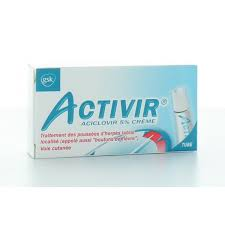 gsk
ACTIVIR®
ACICLOVIR 5% CRÈME
Traitement des poussées d'herpès labial
localisé (appelé aussi "boutons de fièvre").
Voie cutanée
TUBE